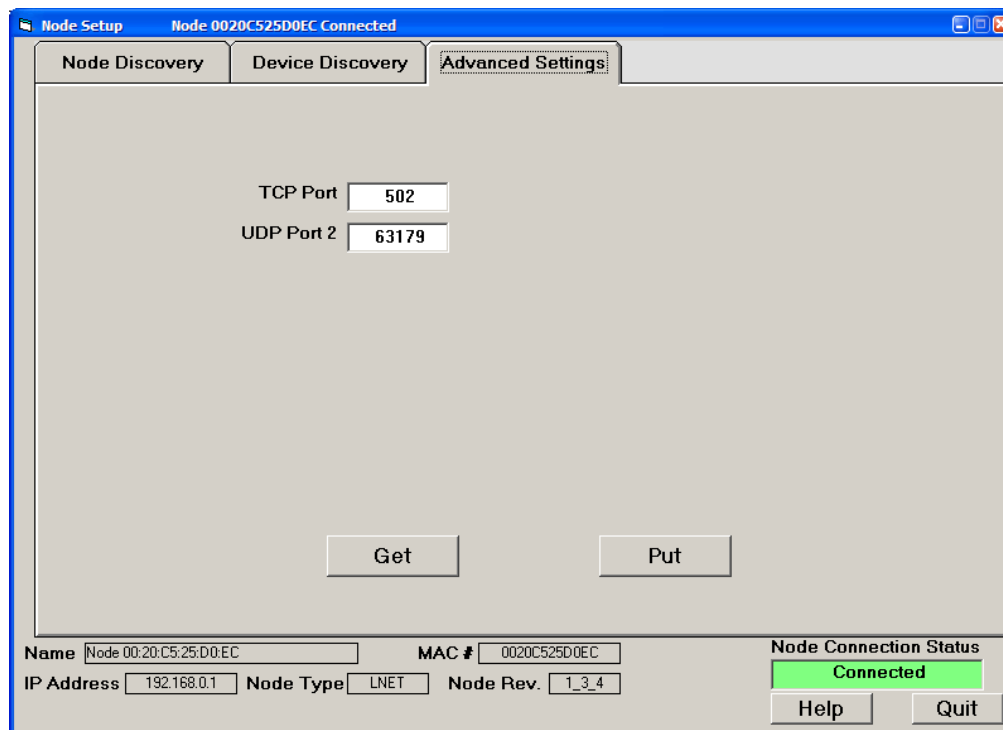 Node Setup Node 0020C525D0EC Connected
Node Discovery Device Discovery Advanced Settings
TCP Port 502
UDP Port 2 63179
Get Put
Name Node 00:20:C5:25:D0:EC MAC # 0020C525D0EC
Node Connection Status
Connected
IP Address 192.168.0.1 Node Type LNET Node Rev. 1_3_4
Help Quit